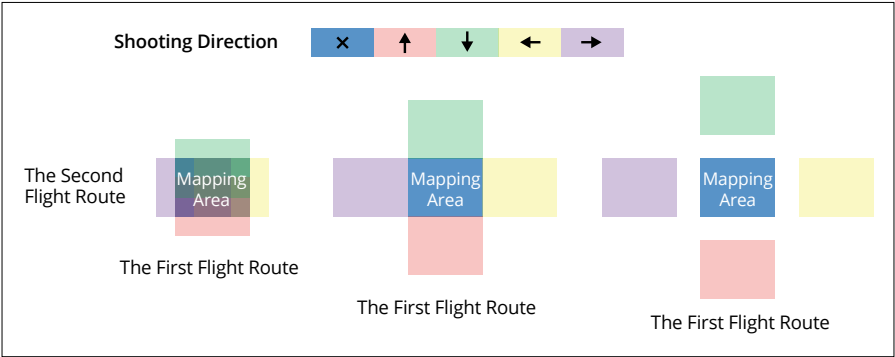 Shooting Direction
The Second
Flight Route
Mapping
Area
Mapping
Area
Mapping
Area
The First Flight Route
The First Flight Route
The First Flight Route